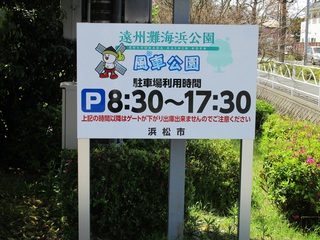 遠州灘海浜公園
風車公園
駐車場利用時間
P 8:30～17:30
上記の時間以降はゲートが下がり出庫出来ませんのでご注意ください
浜松市